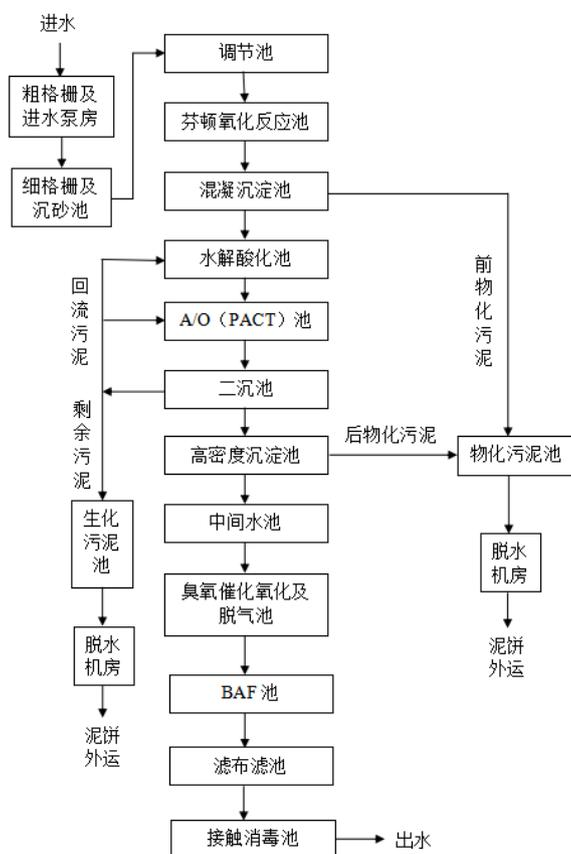 进水
粗格栅及
进水泵房
细格栅及
沉砂池
调节池
芬顿氧化反应池
混凝沉淀池
水解酸化池
A/O（PACT）池
二沉池
高密度沉淀池
中间水池
臭氧催化氧化及
脱气池
BAF 池
滤布滤池
接触消毒池
出水
回流污泥
剩余污泥
生化
污泥
池
脱水
机房
泥饼
外运
前物化污泥
后物化污泥
物化污泥池
脱水
机房
泥饼
外运